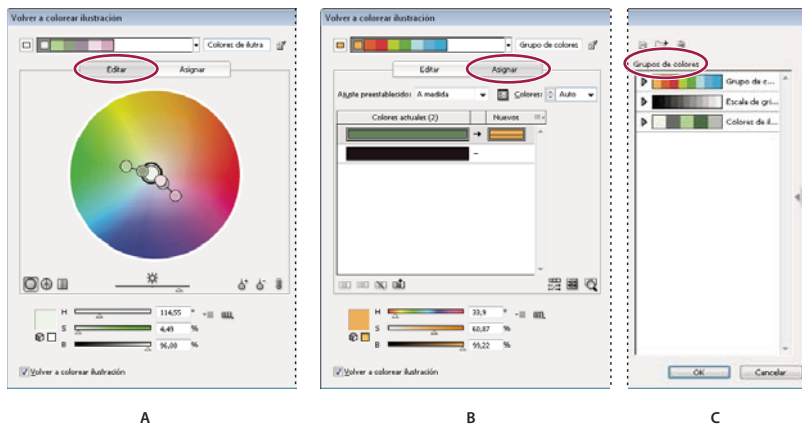 Volver a colorear ilustración
Colores de ilutra
Editar
Asignar
H
114,55
°
S
4,49
%
B
96,00
%
Volver a colorear ilustración
A
Volver a colorear ilustración
Grupo de colores
Editar
Asignar
Ajuste preestablecido:
A medida
Colores:
Auto
Colores actuales (2)
Nuevos
H
33,9
°
S
60,87
%
B
99,22
%
Volver a colorear ilustración
B
Grupos de colores
Grupo de c...
Escala de gri...
Colores de il...
OK
Cancelar
C